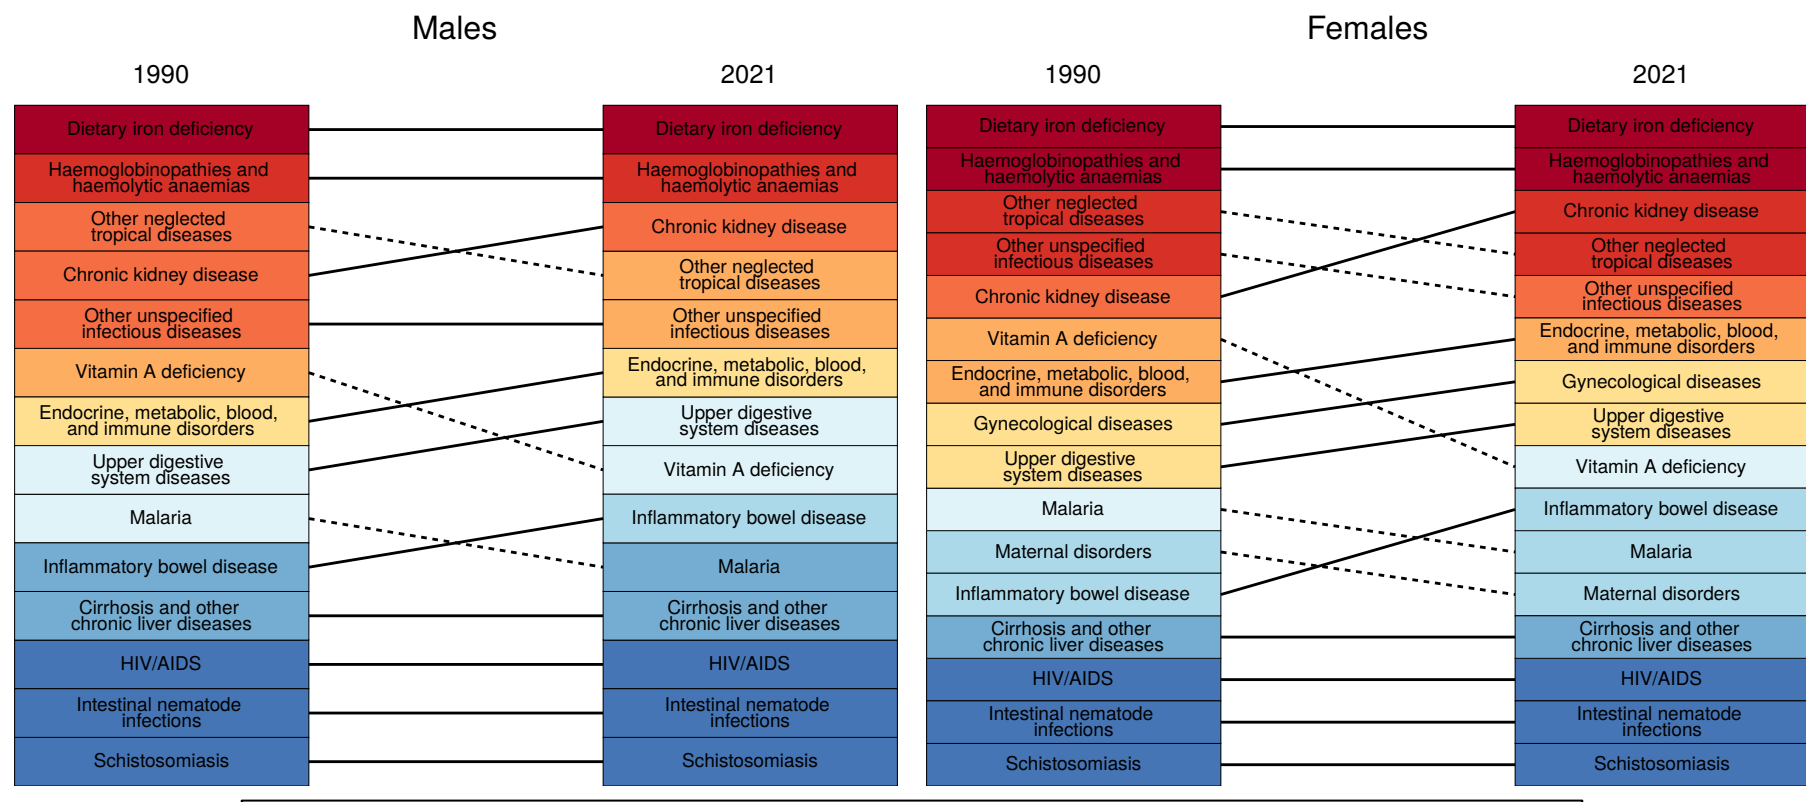 Males
1990
2021
Dietary iron deficiency
Haemoglobinopathies and
haemolytic anaemias
Other neglected
tropical diseases
Chronic kidney disease
Other unspecified
infectious diseases
Vitamin A deficiency
Endocrine, metabolic, blood,
and immune disorders
Upper digestive
system diseases
Malaria
Inflammatory bowel disease
Cirrhosis and other
chronic liver diseases
HIV/AIDS
Intestinal nematode
infections
Schistosomiasis
Dietary iron deficiency
Haemoglobinopathies and
haemolytic anaemias
Chronic kidney disease
Other neglected
tropical diseases
Other unspecified
infectious diseases
Endocrine, metabolic, blood,
and immune disorders
Upper digestive
system diseases
Vitamin A deficiency
Inflammatory bowel disease
Malaria
Cirrhosis and other
chronic liver diseases
HIV/AIDS
Intestinal nematode
infections
Schistosomiasis
Females
1990
2021
Dietary iron deficiency
Haemoglobinopathies and
haemolytic anaemias
Other neglected
tropical diseases
Other unspecified
infectious diseases
Chronic kidney disease
Vitamin A deficiency
Endocrine, metabolic, blood,
and immune disorders
Gynecological diseases
Upper digestive
system diseases
Malaria
Maternal disorders
Inflammatory bowel disease
Cirrhosis and other
chronic liver diseases
HIV/AIDS
Intestinal nematode
infections
Schistosomiasis
Dietary iron deficiency
Haemoglobinopathies and
haemolytic anaemias
Chronic kidney disease
Other neglected
tropical diseases
Other unspecified
infectious diseases
Endocrine, metabolic, blood,
and immune disorders
Gynecological diseases
Upper digestive
system diseases
Vitamin A deficiency
Inflammatory bowel disease
Malaria
Maternal disorders
Cirrhosis and other
chronic liver diseases
HIV/AIDS
Intestinal nematode
infections
Schistosomiasis